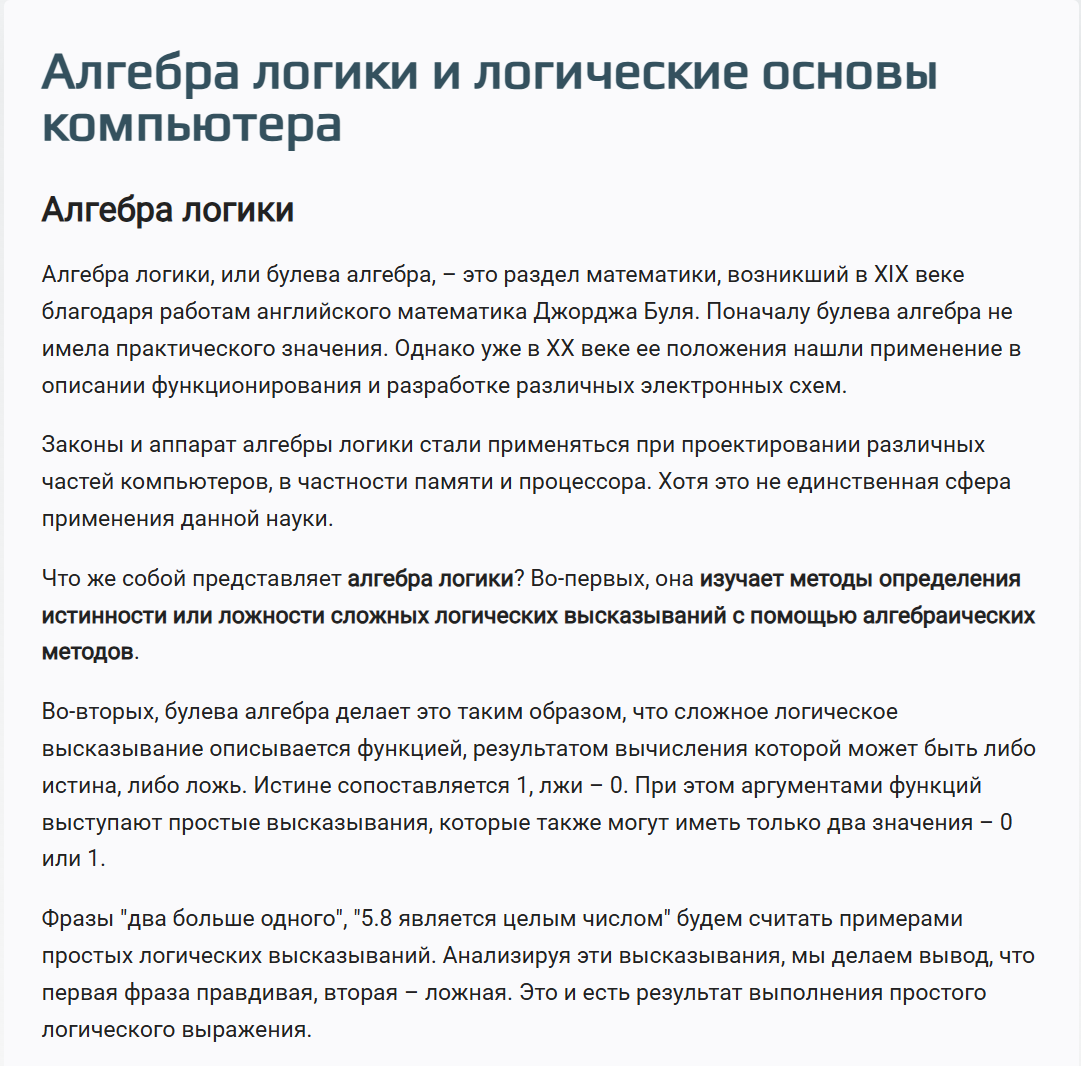 Алгебра логики и логические основы
компьютера
Алгебра логики
Алгебра логики, или булева алгебра, – это раздел математики, возникший в XIX веке
благодаря работам английского математика Джорджа Буля. Поначалу булева алгебра не
имела практического значения. Однако уже в XX веке ее положения нашли применение в
описании функционирования и разработке различных электронных схем.
Законы и аппарат алгебры логики стали применяться при проектировании различных
частей компьютеров, в частности памяти и процессора. Хотя это не единственная сфера
применения данной науки.
Что же собой представляет алгебра логики? Во-первых, она изучает методы определения
истинности или ложности сложных логических высказываний с помощью алгебраических
методов.
Во-вторых, булева алгебра делает это таким образом, что сложное логическое
высказывание описывается функцией, результатом вычисления которой может быть либо
истина, либо ложь. Истине сопоставляется 1, лжи – 0. При этом аргументами функций
выступают простые высказывания, которые также могут иметь только два значения – 0
или 1.
Фразы "два больше одного", "5.8 является целым числом" будем считать примерами
простых логических высказываний. Анализируя эти высказывания, мы делаем вывод, что
первая фраза правдивая, вторая – ложная. Это и есть результат выполнения простого
логического выражения.